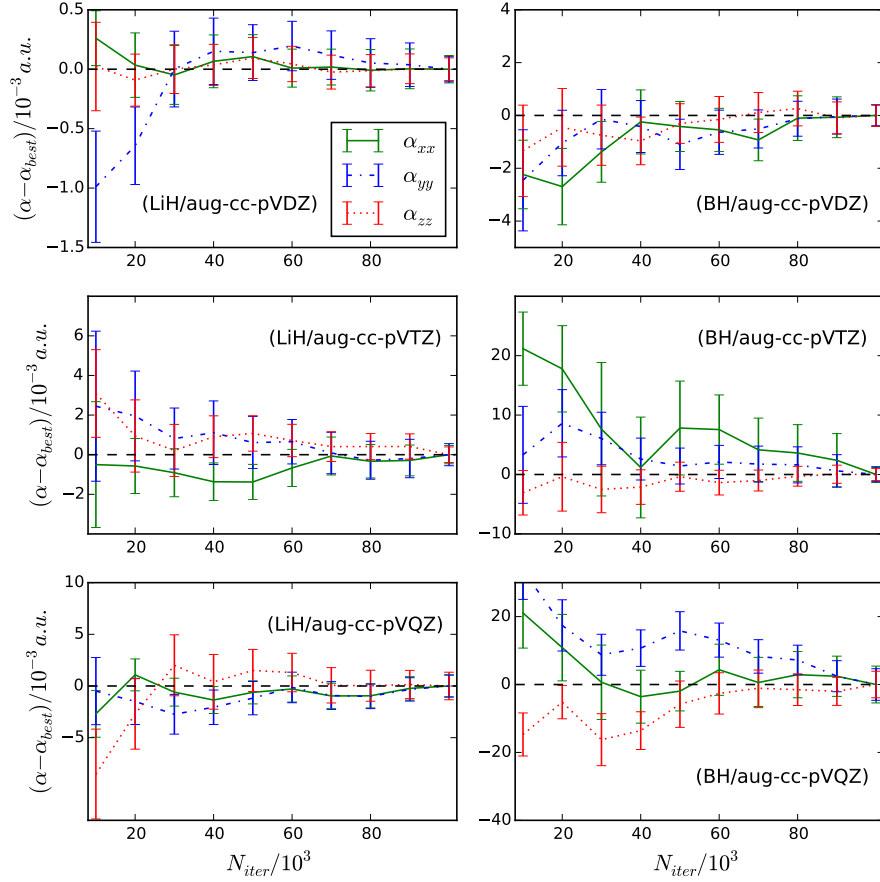 (α−α_best)/10⁻³ a.u.
0.5
0.0
−0.5
−1.0
−1.5
20 40 60 80
(LiH/aug-cc-pVDZ)
α_xx
α_yy
α_zz
4
2
0
−2
−4
20 40 60 80
(BH/aug-cc-pVDZ)
(α−α_best)/10⁻³ a.u.
6
4
2
0
−2
20 40 60 80
(LiH/aug-cc-pVTZ)
20
10
0
−10
20 40 60 80
(BH/aug-cc-pVTZ)
(α−α_best)/10⁻³ a.u.
10
5
0
−5
20 40 60 80
(LiH/aug-cc-pVQZ)
N_iter/10³
20
0
−20
−40
20 40 60 80
(BH/aug-cc-pVQZ)
N_iter/10³